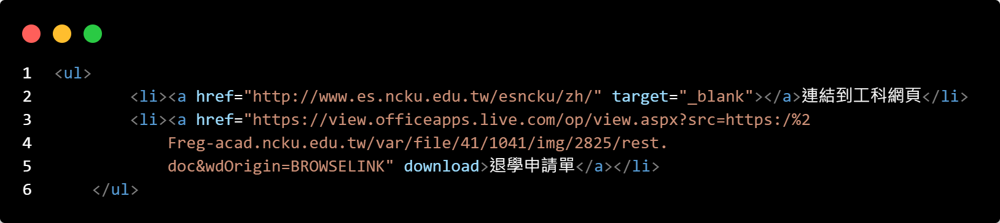 1 <ul>
2 <li><a href="http://www.es.ncku.edu.tw/esncku/zh/" target="_blank"></a>連結到工科網頁</li>
3 <li><a href="https://view.officeapps.live.com/op/view.aspx?src=https:/%2
4 Freg-acad.ncku.edu.tw/var/file/41/1041/img/2825/rest.
5 doc&wdOrigin=BROWSELINK" download>退學申請單</a></li>
6 </ul>